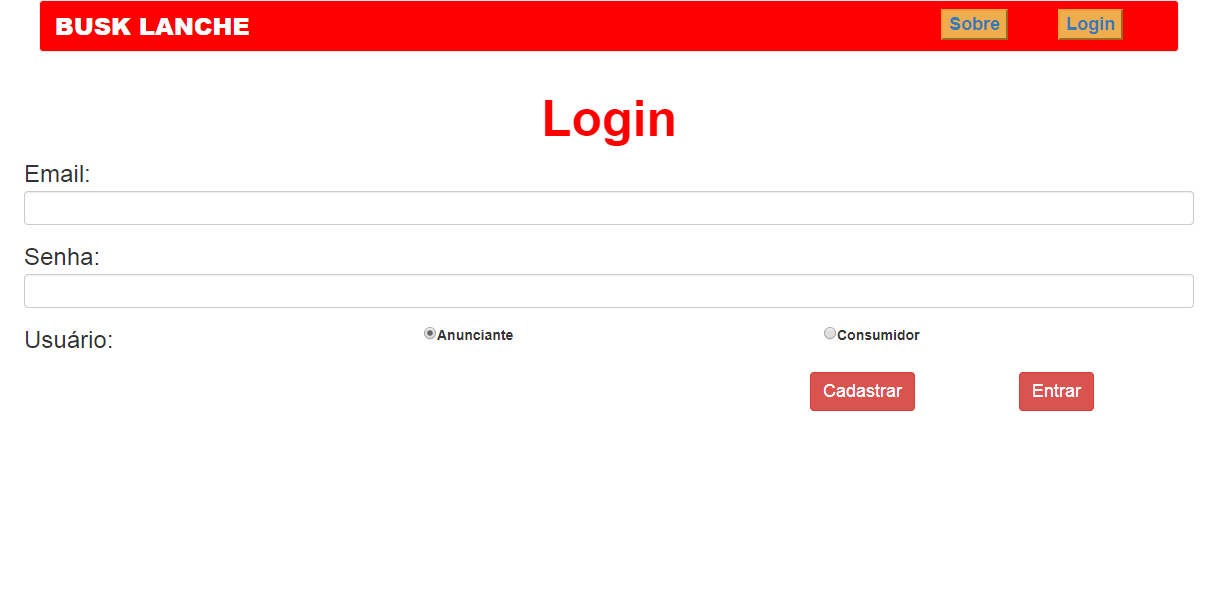 BUSK LANCHE Sobre Login
Login
Email:
Senha:
Usuário: Anunciante Consumidor
Cadastrar Entrar